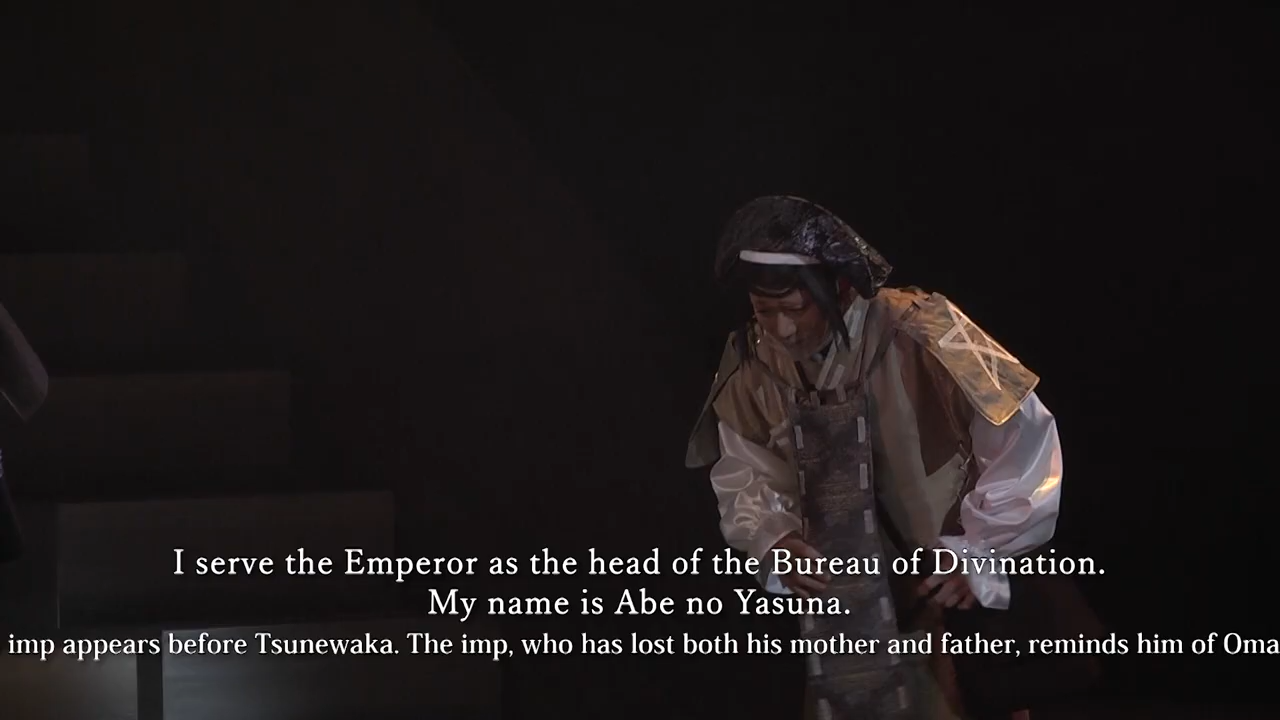 I serve the Emperor as the head of the Bureau of Divination.
My name is Abe no Yasuna.
imp appears before Tsunewaka. The imp, who has lost both his mother and father, reminds him of Oma